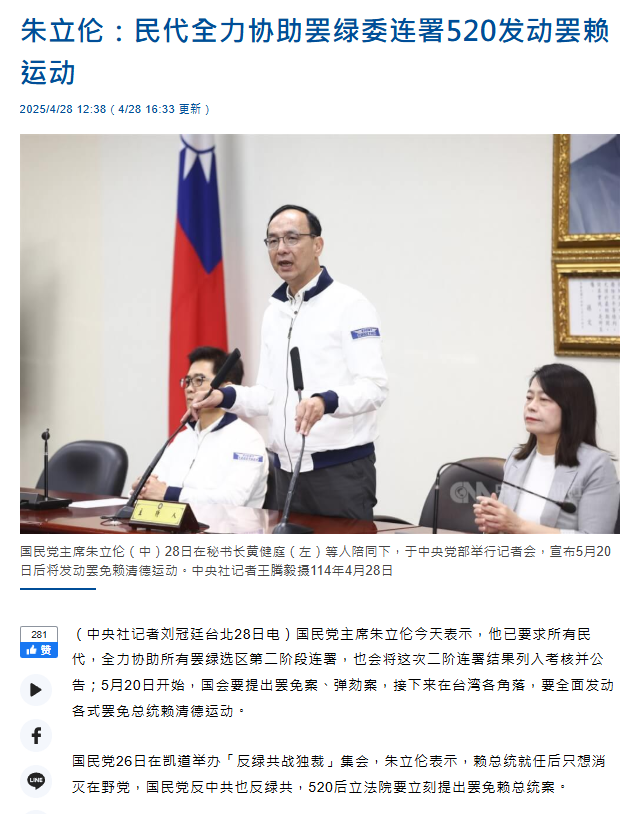 朱立伦：民代全力协助罢绿委连署520发动罢赖
运动
2025/4/28 12:38（4/28 16:33 更新）
主持人
CNA
国民党主席朱立伦（中）28日在秘书长黄健庭（左）等人陪同下，于中央党部举行记者会，宣布5月20
日后将发动罢免赖清德运动。中央社记者王腾毅摄114年4月28日
281
赞
（中央社记者刘冠廷台北28日电）国民党主席朱立伦今天表示，他已要求所有民
代，全力协助所有罢绿选区第二阶段连署，也会将这次二阶连署结果列入考核并公
告；5月20日开始，国会要提出罢免案、弹劾案，接下来在台湾各角落，要全面发动
各式罢免总统赖清德运动。
LINE
国民党26日在凯道举办「反绿共战独裁」集会，朱立伦表示，赖总统就任后只想消
灭在野党，国民党反中共也反绿共，520后立法院要立刻提出罢免赖总统案。